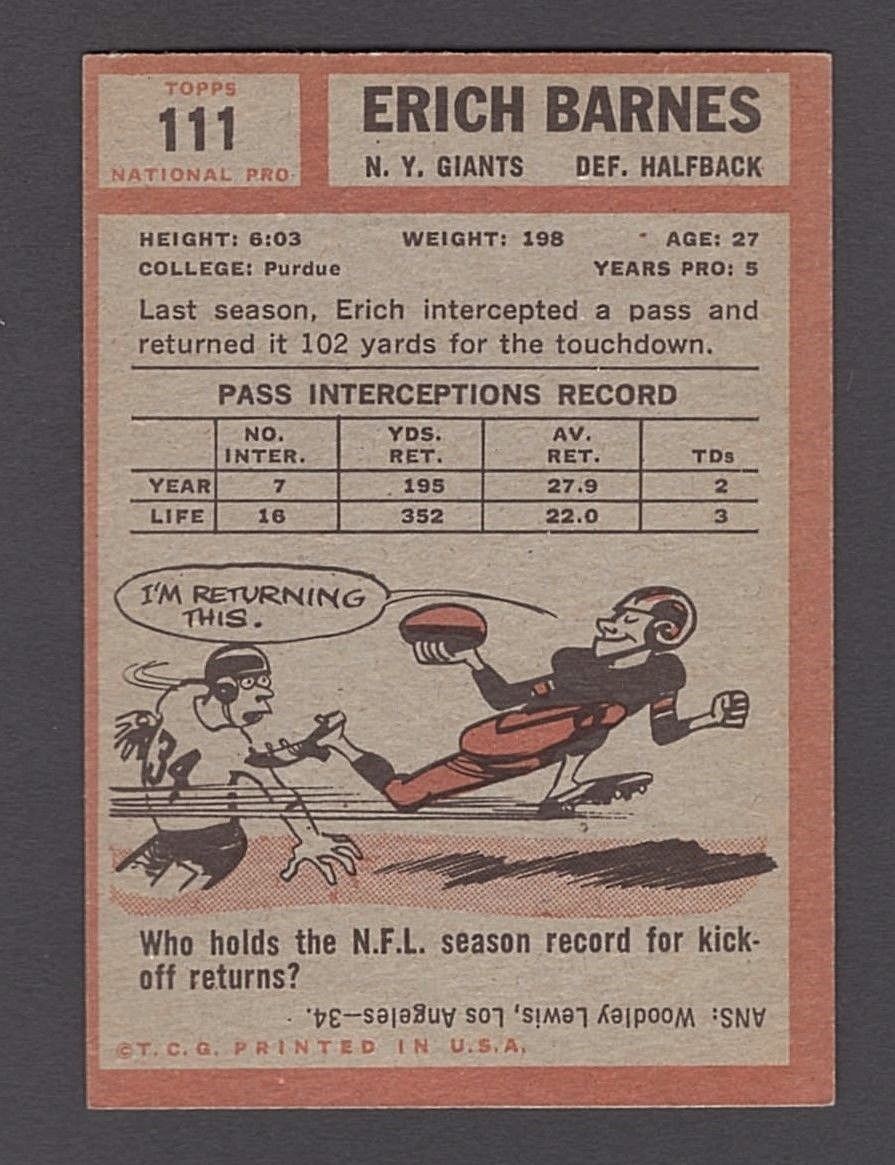 TOPPS
111
NATIONAL PRO
ERICH BARNES
N. Y. GIANTS DEF. HALFBACK
HEIGHT: 6:03 WEIGHT: 198 AGE: 27
COLLEGE: Purdue YEARS PRO: 5
Last season, Erich intercepted a pass and
returned it 102 yards for the touchdown.
PASS INTERCEPTIONS RECORD
NO. INTER. YDS. RET. AV. RET. TDs
YEAR 7 195 27.9 2
LIFE 16 352 22.0 3
I'M RETURNING
THIS.
34
Who holds the N.F.L. season record for kick-
off returns?
ANS: Woodley Lewis, Los Angeles—34.
©T.C.G. PRINTED IN U.S.A.